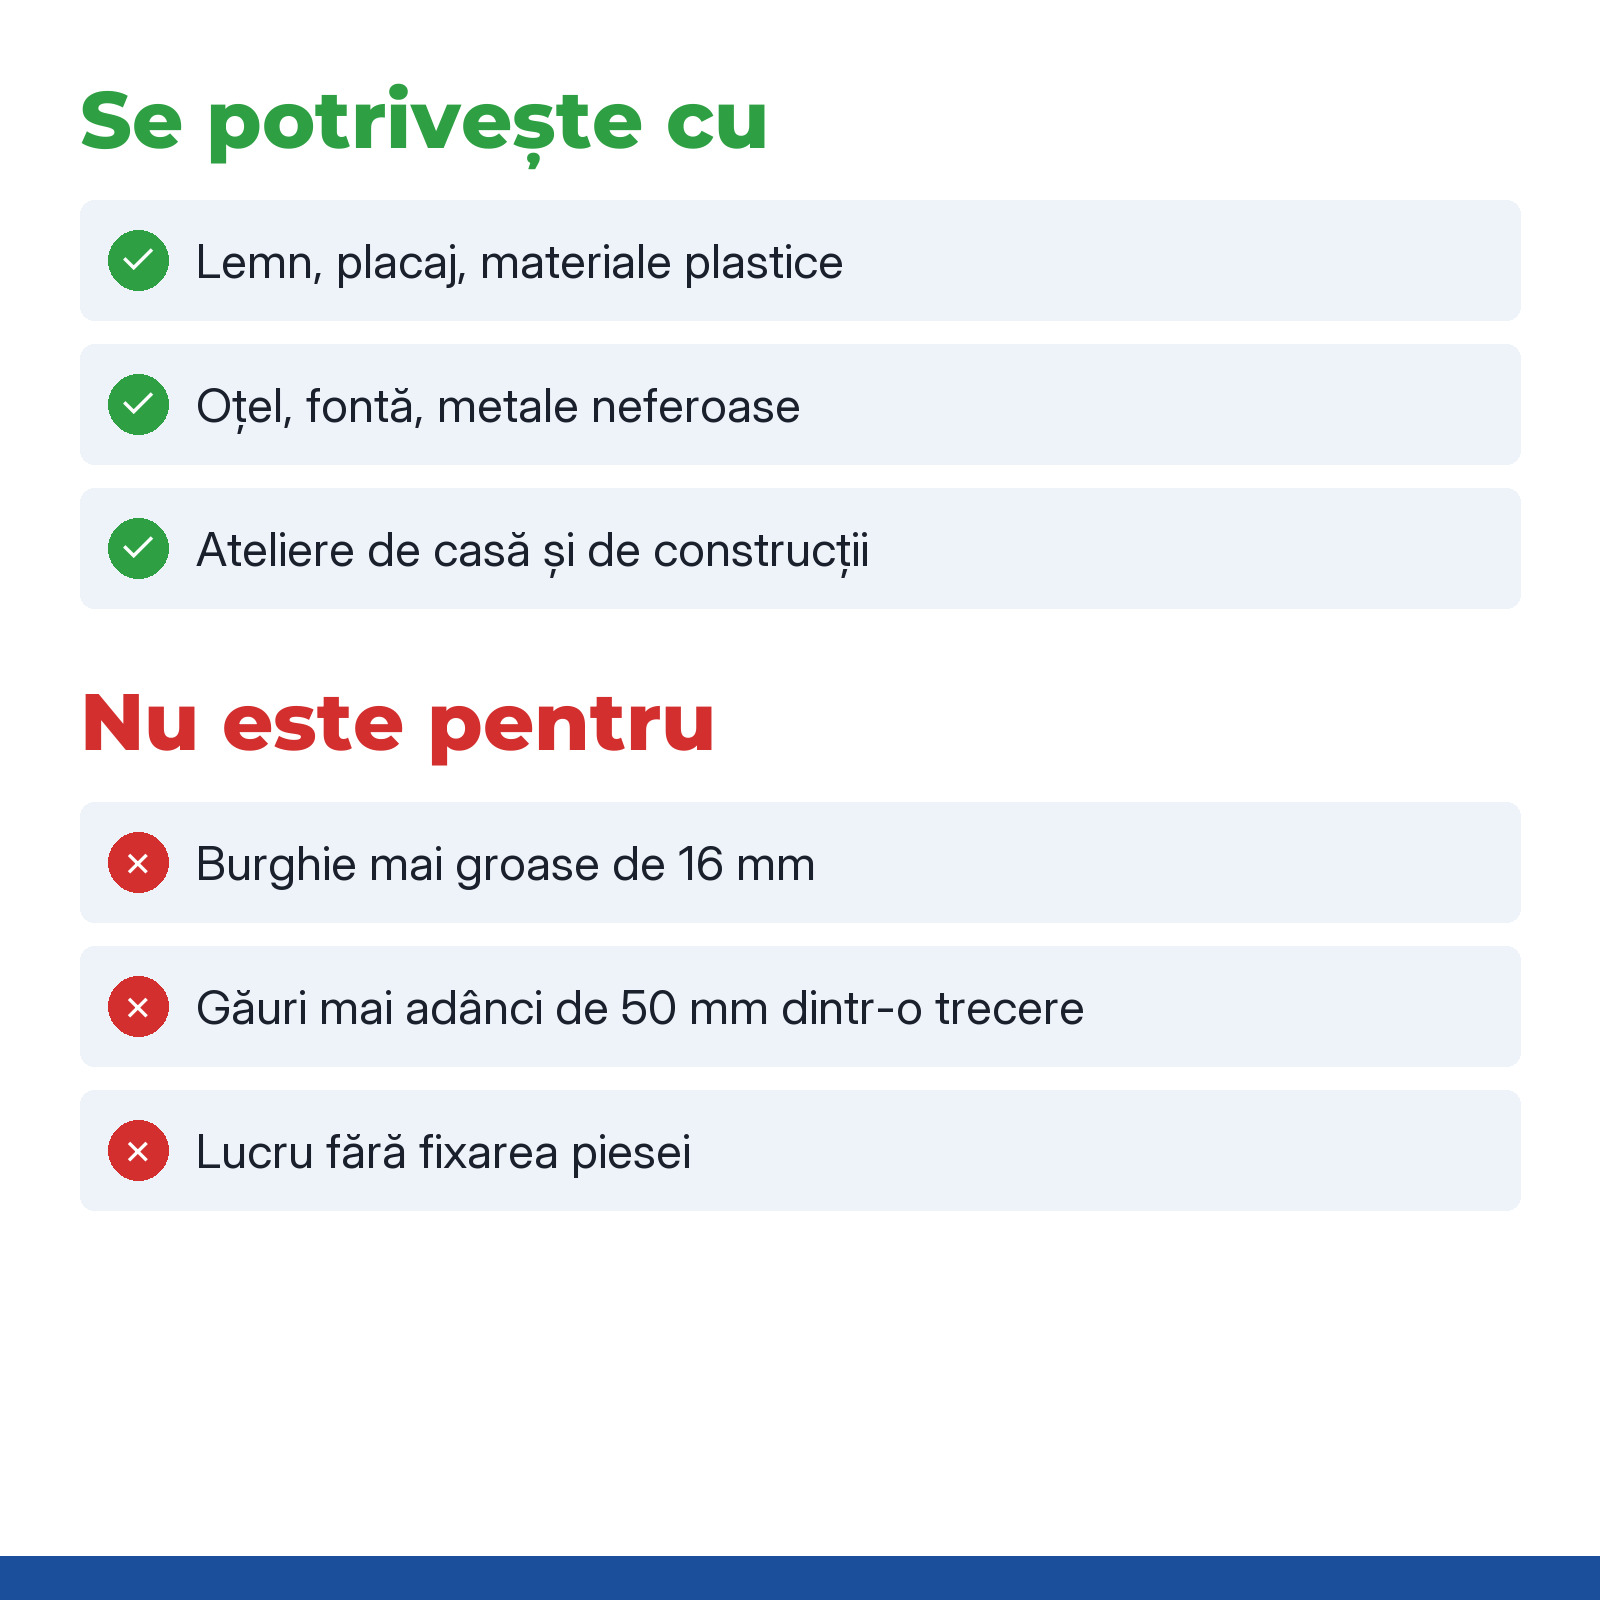 Se potrivește cu
Lemn, placaj, materiale plastice
Oțel, fontă, metale neferoase
Ateliere de casă și de construcții
Nu este pentru
Burghie mai groase de 16 mm
Găuri mai adânci de 50 mm dintr-o trecere
Lucru fără fixarea piesei